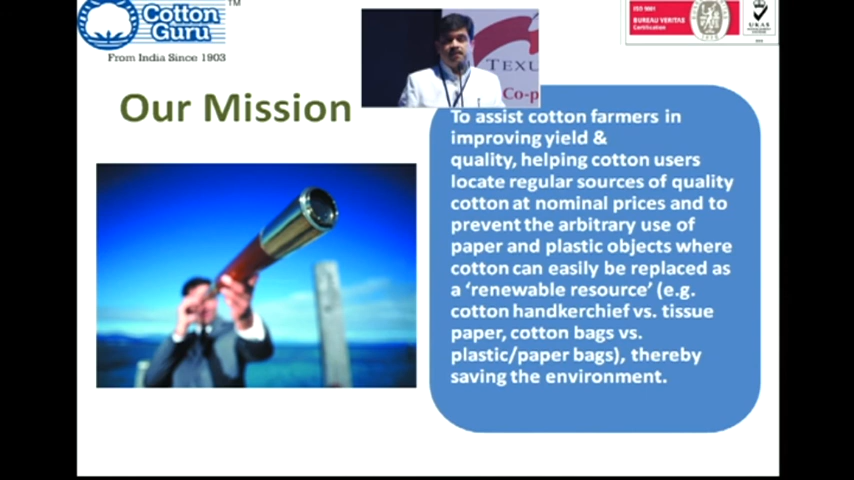 Cotton
Guru
TM
From India Since 1903
ISO 9001
BUREAU VERITAS
Certification
UKAS
TEXU
Co-p
Our Mission
To assist cotton farmers in
improving yield &
quality, helping cotton users
locate regular sources of quality
cotton at nominal prices and to
prevent the arbitrary use of
paper and plastic objects where
cotton can easily be replaced as
a ‘renewable resource’ (e.g.
cotton handkerchief vs. tissue
paper, cotton bags vs.
plastic/paper bags), thereby
saving the environment.